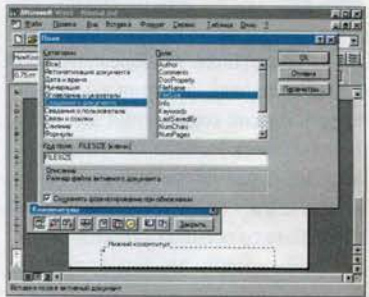 Microsoft Word
Файл Правка Вид Вставка Формат Сервис Таблица Окно ?
Поле
Категории:
Поля:
[Все]
Автоматизация документа
Дата и время
Нумерация
Оглавление и указатели
Сведения о документе
Сведения о пользователе
Связи и ссылки
Слияние
Формулы
Author
Comments
DocProperty
FileName
FileSize
Info
Keywords
LastSavedBy
NumChars
NumPages
ОК
Отмена
Параметры...
Код поля: FILESIZE [ключи]
FILESIZE
Описание
Размер файла активного документа
Сохранять форматирование при обновлении
Колонтитулы
Закрыть
Нижний колонтитул
Вставка поля в активный документ